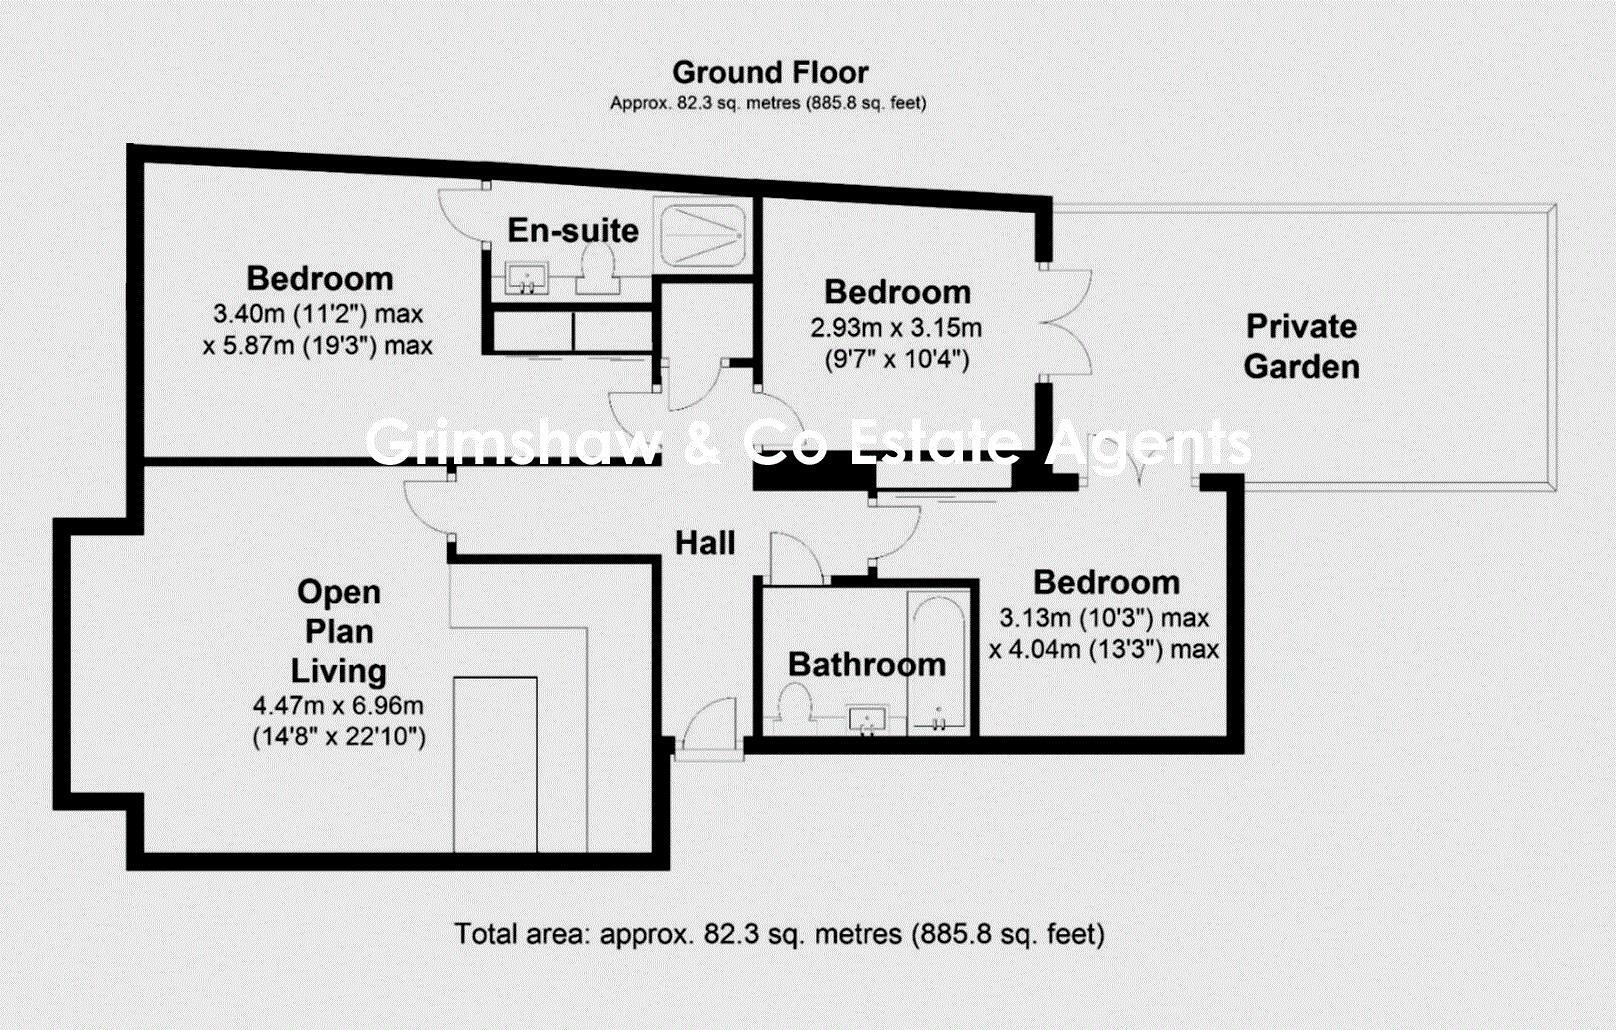 Ground Floor
Approx. 82.3 sq. metres (885.8 sq. feet)
En-suite
Bedroom
3.40m (11'2") max
x 5.87m (19'3") max
Bedroom
2.93m x 3.15m
(9'7" x 10'4")
Private
Garden
Grimshaw & Co Estate Agents
Hall
Open
Plan
Living
4.47m x 6.96m
(14'8" x 22'10")
Bedroom
3.13m (10'3") max
x 4.04m (13'3") max
Bathroom
Total area: approx. 82.3 sq. metres (885.8 sq. feet)